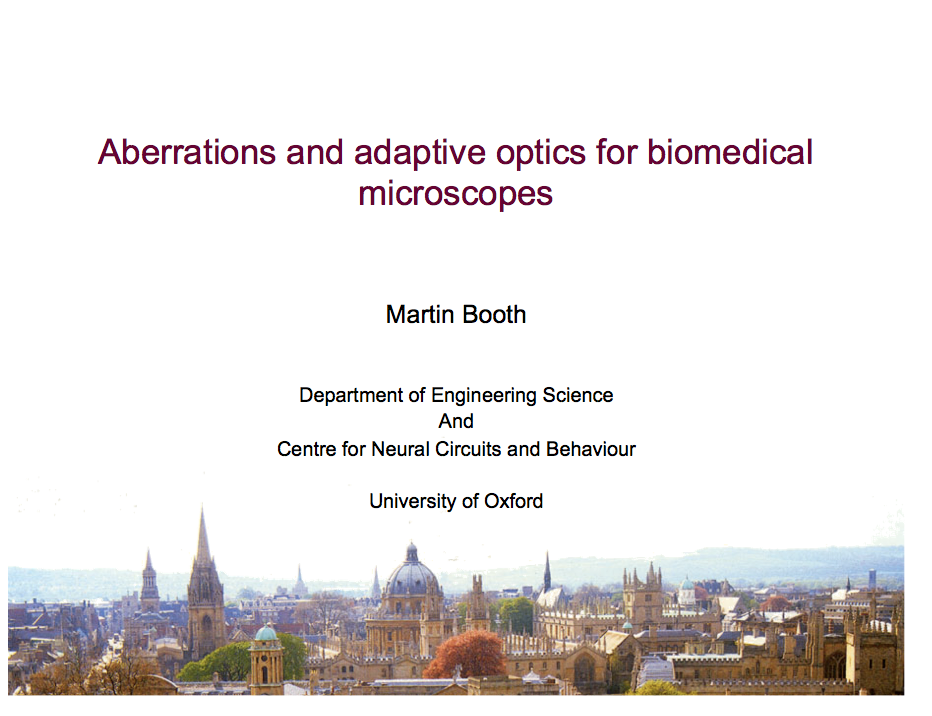 Aberrations and adaptive optics for biomedical
microscopes
Martin Booth
Department of Engineering Science
And
Centre for Neural Circuits and Behaviour
University of Oxford